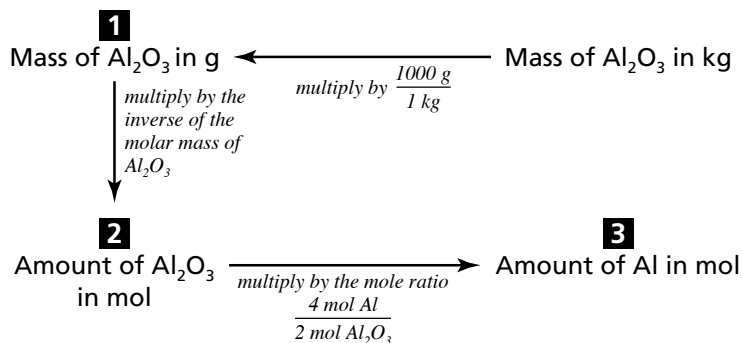 1
Mass of Al₂O₃ in g
multiply by 1000 g / 1 kg
Mass of Al₂O₃ in kg
multiply by the
inverse of the
molar mass of
Al₂O₃
2
Amount of Al₂O₃
in mol
multiply by the mole ratio
4 mol Al
2 mol Al₂O₃
3
Amount of Al in mol